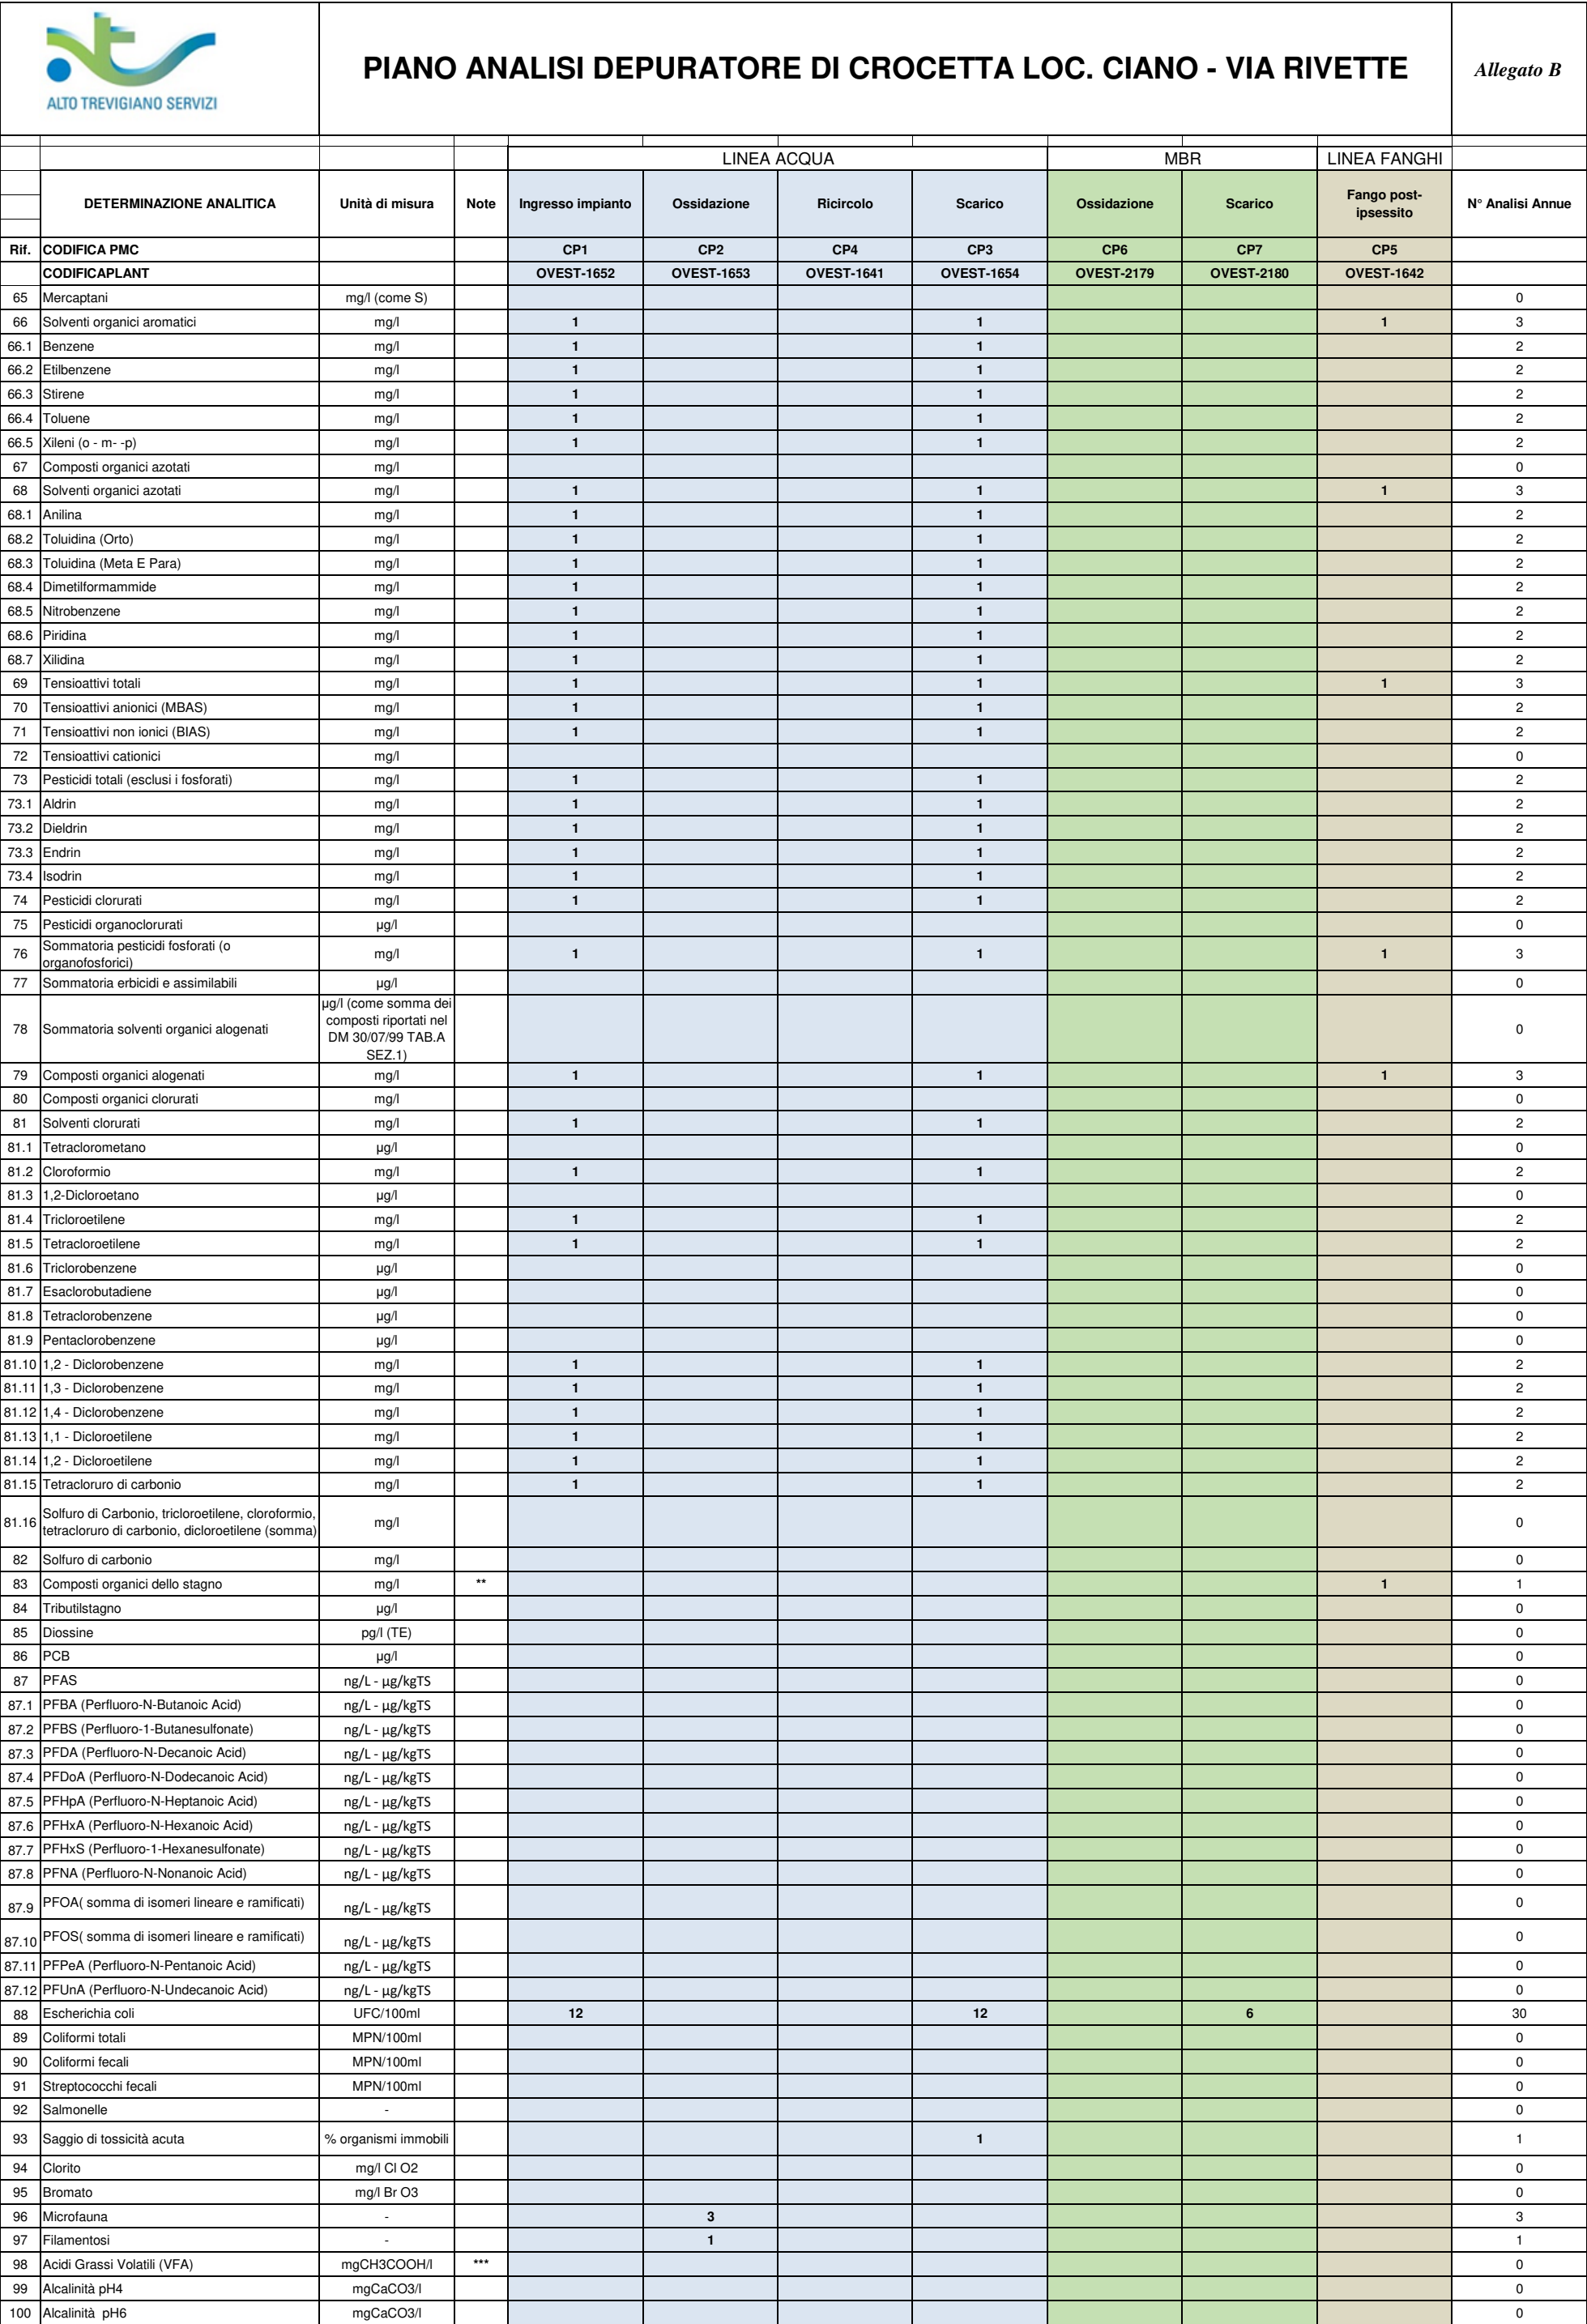 ALTO TREVIGIANO SERVIZI
PIANO ANALISI DEPURATORE DI CROCETTA LOC. CIANO - VIA RIVETTE
Allegato B
LINEA ACQUA MBR LINEA FANGHI
DETERMINAZIONE ANALITICA Unità di misura Note Ingresso impianto Ossidazione Ricircolo Scarico Ossidazione Scarico Fango post-ipsessito N° Analisi Annue
Rif. CODIFICA PMC CP1 CP2 CP4 CP3 CP6 CP7 CP5
CODIFICAPLANT OVEST-1652 OVEST-1653 OVEST-1641 OVEST-1654 OVEST-2179 OVEST-2180 OVEST-1642
65 Mercaptani mg/l (come S) 0
66 Solventi organici aromatici mg/l 1 1 1 3
66.1 Benzene mg/l 1 1 2
66.2 Etilbenzene mg/l 1 1 2
66.3 Stirene mg/l 1 1 2
66.4 Toluene mg/l 1 1 2
66.5 Xileni (o - m- -p) mg/l 1 1 2
67 Composti organici azotati mg/l 0
68 Solventi organici azotati mg/l 1 1 1 3
68.1 Anilina mg/l 1 1 2
68.2 Toluidina (Orto) mg/l 1 1 2
68.3 Toluidina (Meta E Para) mg/l 1 1 2
68.4 Dimetilformammide mg/l 1 1 2
68.5 Nitrobenzene mg/l 1 1 2
68.6 Piridina mg/l 1 1 2
68.7 Xilidina mg/l 1 1 2
69 Tensioattivi totali mg/l 1 1 1 3
70 Tensioattivi anionici (MBAS) mg/l 1 1 2
71 Tensioattivi non ionici (BIAS) mg/l 1 1 2
72 Tensioattivi cationici mg/l 0
73 Pesticidi totali (esclusi i fosforati) mg/l 1 1 2
73.1 Aldrin mg/l 1 1 2
73.2 Dieldrin mg/l 1 1 2
73.3 Endrin mg/l 1 1 2
73.4 Isodrin mg/l 1 1 2
74 Pesticidi clorurati mg/l 1 1 2
75 Pesticidi organoclorurati µg/l 0
76 Sommatoria pesticidi fosforati (o organofosforici) mg/l 1 1 1 3
77 Sommatoria erbicidi e assimilabili µg/l 0
78 Sommatoria solventi organici alogenati µg/l (come somma dei composti riportati nel DM 30/07/99 TAB.A SEZ.1) 0
79 Composti organici alogenati mg/l 1 1 1 3
80 Composti organici clorurati mg/l 0
81 Solventi clorurati mg/l 1 1 2
81.1 Tetraclorometano µg/l 0
81.2 Cloroformio mg/l 1 1 2
81.3 1,2-Dicloroetano µg/l 0
81.4 Tricloroetilene mg/l 1 1 2
81.5 Tetracloroetilene mg/l 1 1 2
81.6 Triclorobenzene µg/l 0
81.7 Esaclorobutadiene µg/l 0
81.8 Tetraclorobenzene µg/l 0
81.9 Pentaclorobenzene µg/l 0
81.10 1,2 - Diclorobenzene mg/l 1 1 2
81.11 1,3 - Diclorobenzene mg/l 1 1 2
81.12 1,4 - Diclorobenzene mg/l 1 1 2
81.13 1,1 - Dicloroetilene mg/l 1 1 2
81.14 1,2 - Dicloroetilene mg/l 1 1 2
81.15 Tetracloruro di carbonio mg/l 1 1 2
81.16 Solfuro di Carbonio, tricloroetilene, cloroformio, tetracloruro di carbonio, dicloroetilene (somma) mg/l 0
82 Solfuro di carbonio mg/l 0
83 Composti organici dello stagno mg/l ** 1 1
84 Tributilstagno µg/l 0
85 Diossine pg/l (TE) 0
86 PCB µg/l 0
87 PFAS ng/L - µg/kgTS 0
87.1 PFBA (Perfluoro-N-Butanoic Acid) ng/L - µg/kgTS 0
87.2 PFBS (Perfluoro-1-Butanesulfonate) ng/L - µg/kgTS 0
87.3 PFDA (Perfluoro-N-Decanoic Acid) ng/L - µg/kgTS 0
87.4 PFDoA (Perfluoro-N-Dodecanoic Acid) ng/L - µg/kgTS 0
87.5 PFHpA (Perfluoro-N-Heptanoic Acid) ng/L - µg/kgTS 0
87.6 PFHxA (Perfluoro-N-Hexanoic Acid) ng/L - µg/kgTS 0
87.7 PFHxS (Perfluoro-1-Hexanesulfonate) ng/L - µg/kgTS 0
87.8 PFNA (Perfluoro-N-Nonanoic Acid) ng/L - µg/kgTS 0
87.9 PFOA( somma di isomeri lineare e ramificati) ng/L - µg/kgTS 0
87.10 PFOS( somma di isomeri lineare e ramificati) ng/L - µg/kgTS 0
87.11 PFPeA (Perfluoro-N-Pentanoic Acid) ng/L - µg/kgTS 0
87.12 PFUnA (Perfluoro-N-Undecanoic Acid) ng/L - µg/kgTS 0
88 Escherichia coli UFC/100ml 12 12 6 30
89 Coliformi totali MPN/100ml 0
90 Coliformi fecali MPN/100ml 0
91 Streptococchi fecali MPN/100ml 0
92 Salmonelle - 0
93 Saggio di tossicità acuta % organismi immobili 1 1
94 Clorito mg/l Cl O2 0
95 Bromato mg/l Br O3 0
96 Microfauna - 3 3
97 Filamentosi - 1 1
98 Acidi Grassi Volatili (VFA) mgCH3COOH/l *** 0
99 Alcalinità pH4 mgCaCO3/l 0
100 Alcalinità pH6 mgCaCO3/l 0